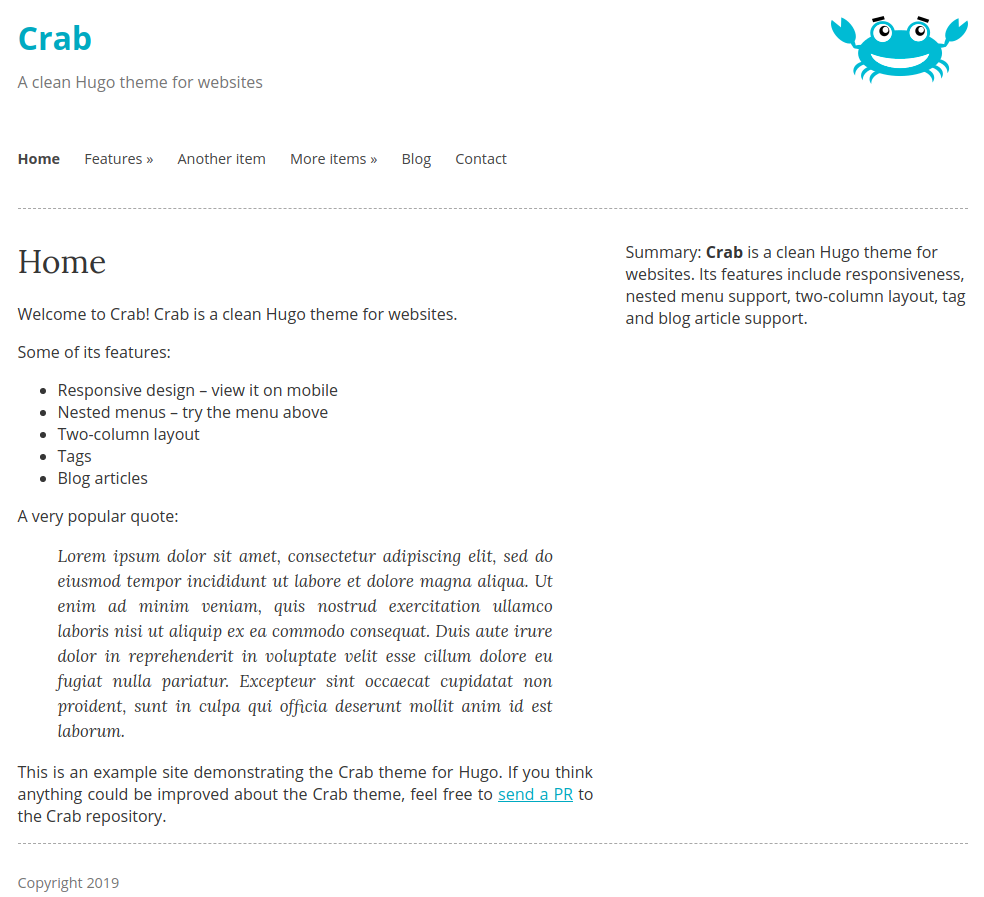 Crab
A clean Hugo theme for websites
Home Features » Another item More items » Blog Contact
Home
Welcome to Crab! Crab is a clean Hugo theme for websites.
Some of its features:
• Responsive design – view it on mobile
• Nested menus – try the menu above
• Two-column layout
• Tags
• Blog articles
A very popular quote:
Lorem ipsum dolor sit amet, consectetur adipiscing elit, sed do
eiusmod tempor incididunt ut labore et dolore magna aliqua. Ut
enim ad minim veniam, quis nostrud exercitation ullamco
laboris nisi ut aliquip ex ea commodo consequat. Duis aute irure
dolor in reprehenderit in voluptate velit esse cillum dolore eu
fugiat nulla pariatur. Excepteur sint occaecat cupidatat non
proident, sunt in culpa qui officia deserunt mollit anim id est
laborum.
This is an example site demonstrating the Crab theme for Hugo. If you think
anything could be improved about the Crab theme, feel free to send a PR to
the Crab repository.
Summary: Crab is a clean Hugo theme for
websites. Its features include responsiveness,
nested menu support, two-column layout, tag
and blog article support.
Copyright 2019